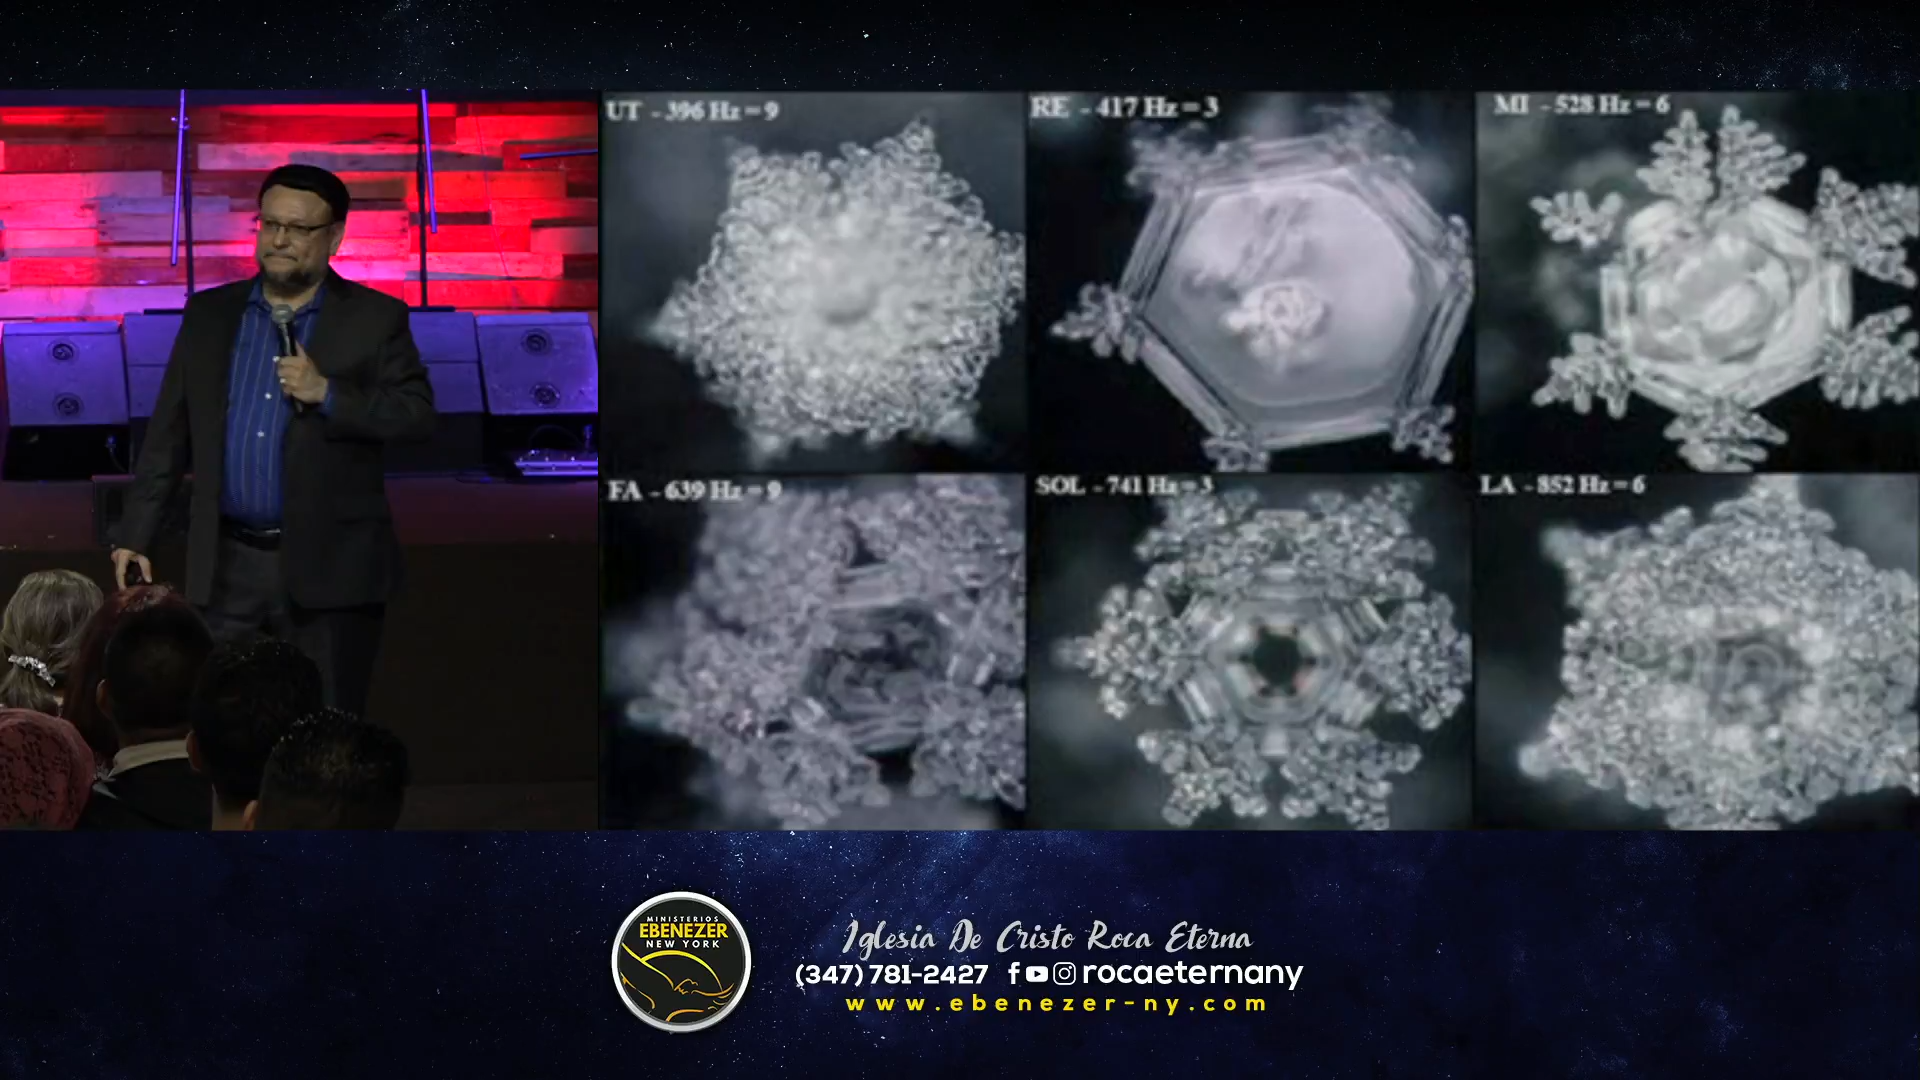 UT - 396 Hz = 9
RE - 417 Hz = 3
MI - 528 Hz = 6
FA - 639 Hz = 9
SOL - 741 Hz = 3
LA - 852 Hz = 6
MINISTERIOS
EBENEZER
NEW YORK
Iglesia De Cristo Roca Eterna
(347) 781-2427 rocaeternany
www.ebenezer-ny.com